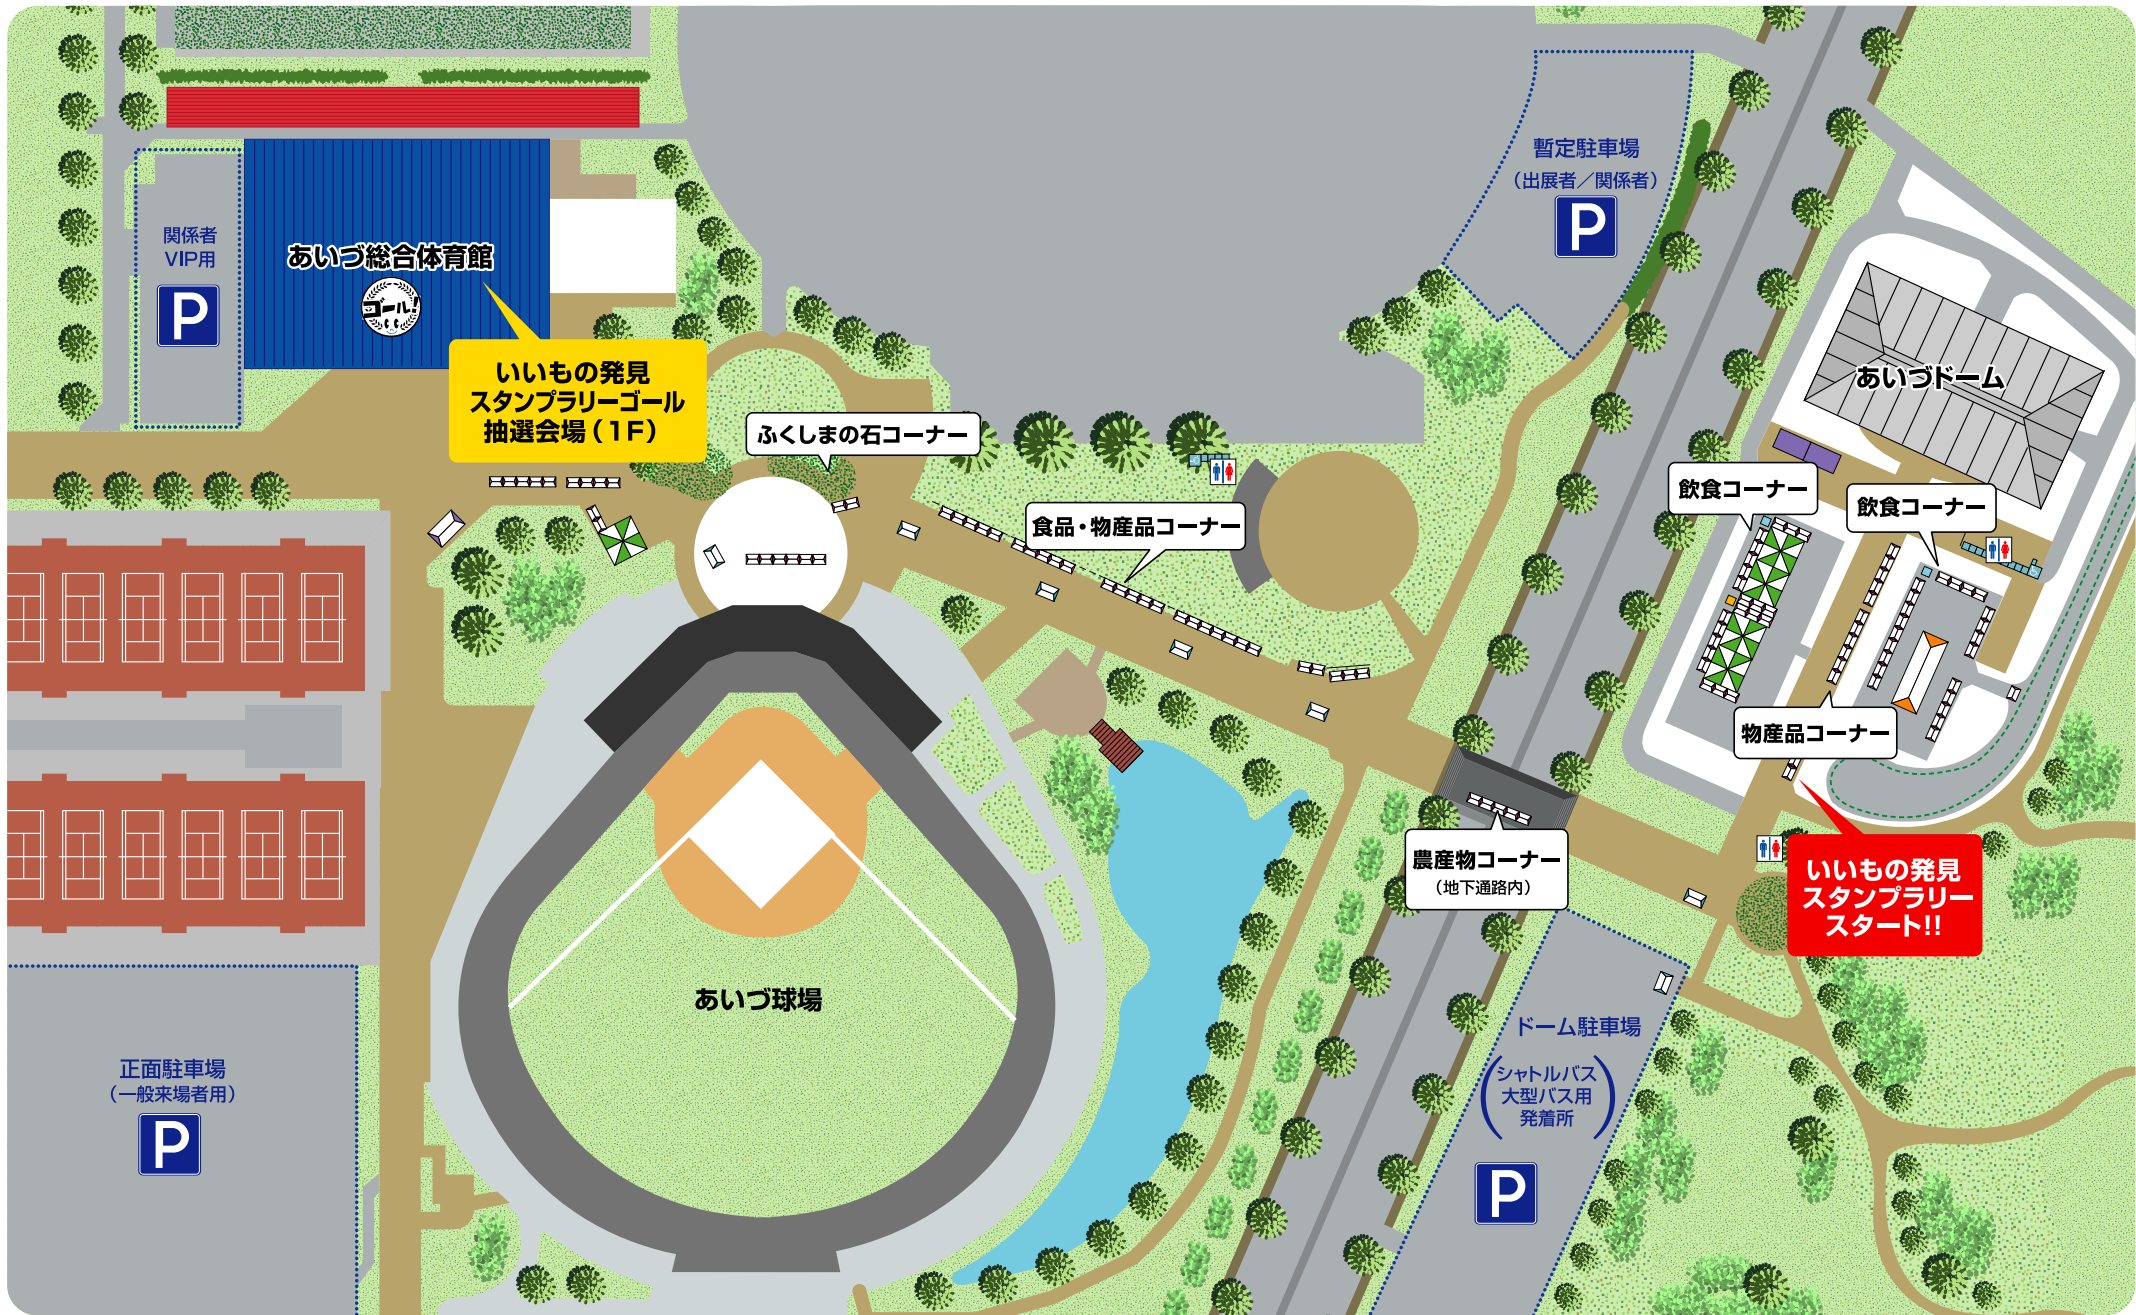 関係者
VIP用
P
あいづ総合体育館
ゴール!
いいもの発見
スタンプラリーゴール
抽選会場(1F)
ふくしまの石コーナー
食品・物産品コーナー
暫定駐車場
(出展者/関係者)
P
あいづドーム
飲食コーナー
飲食コーナー
物産品コーナー
農産物コーナー
(地下通路内)
いいもの発見
スタンプラリー
スタート!!
あいづ球場
正面駐車場
(一般来場者用)
P
ドーム駐車場
(シャトルバス
大型バス用
発着所)
P